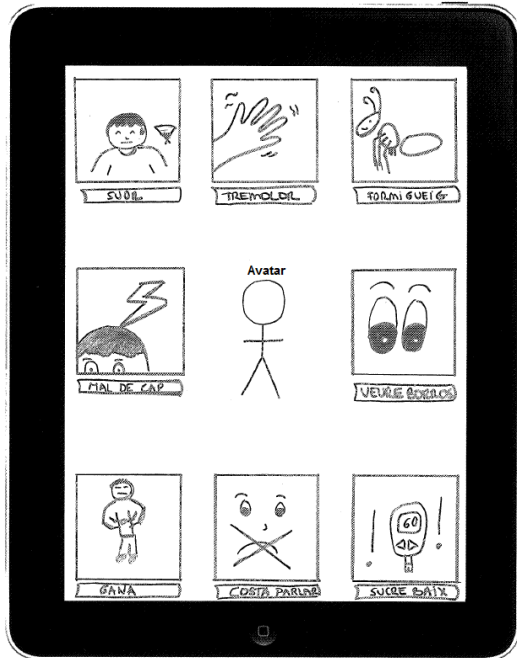 SUOR
TREMOLOR
FORMIGUEIG
MAL DE CAP
Avatar
VEURE BORROS
GANA
COSTA PARLAR
60
SUCRE BAIX